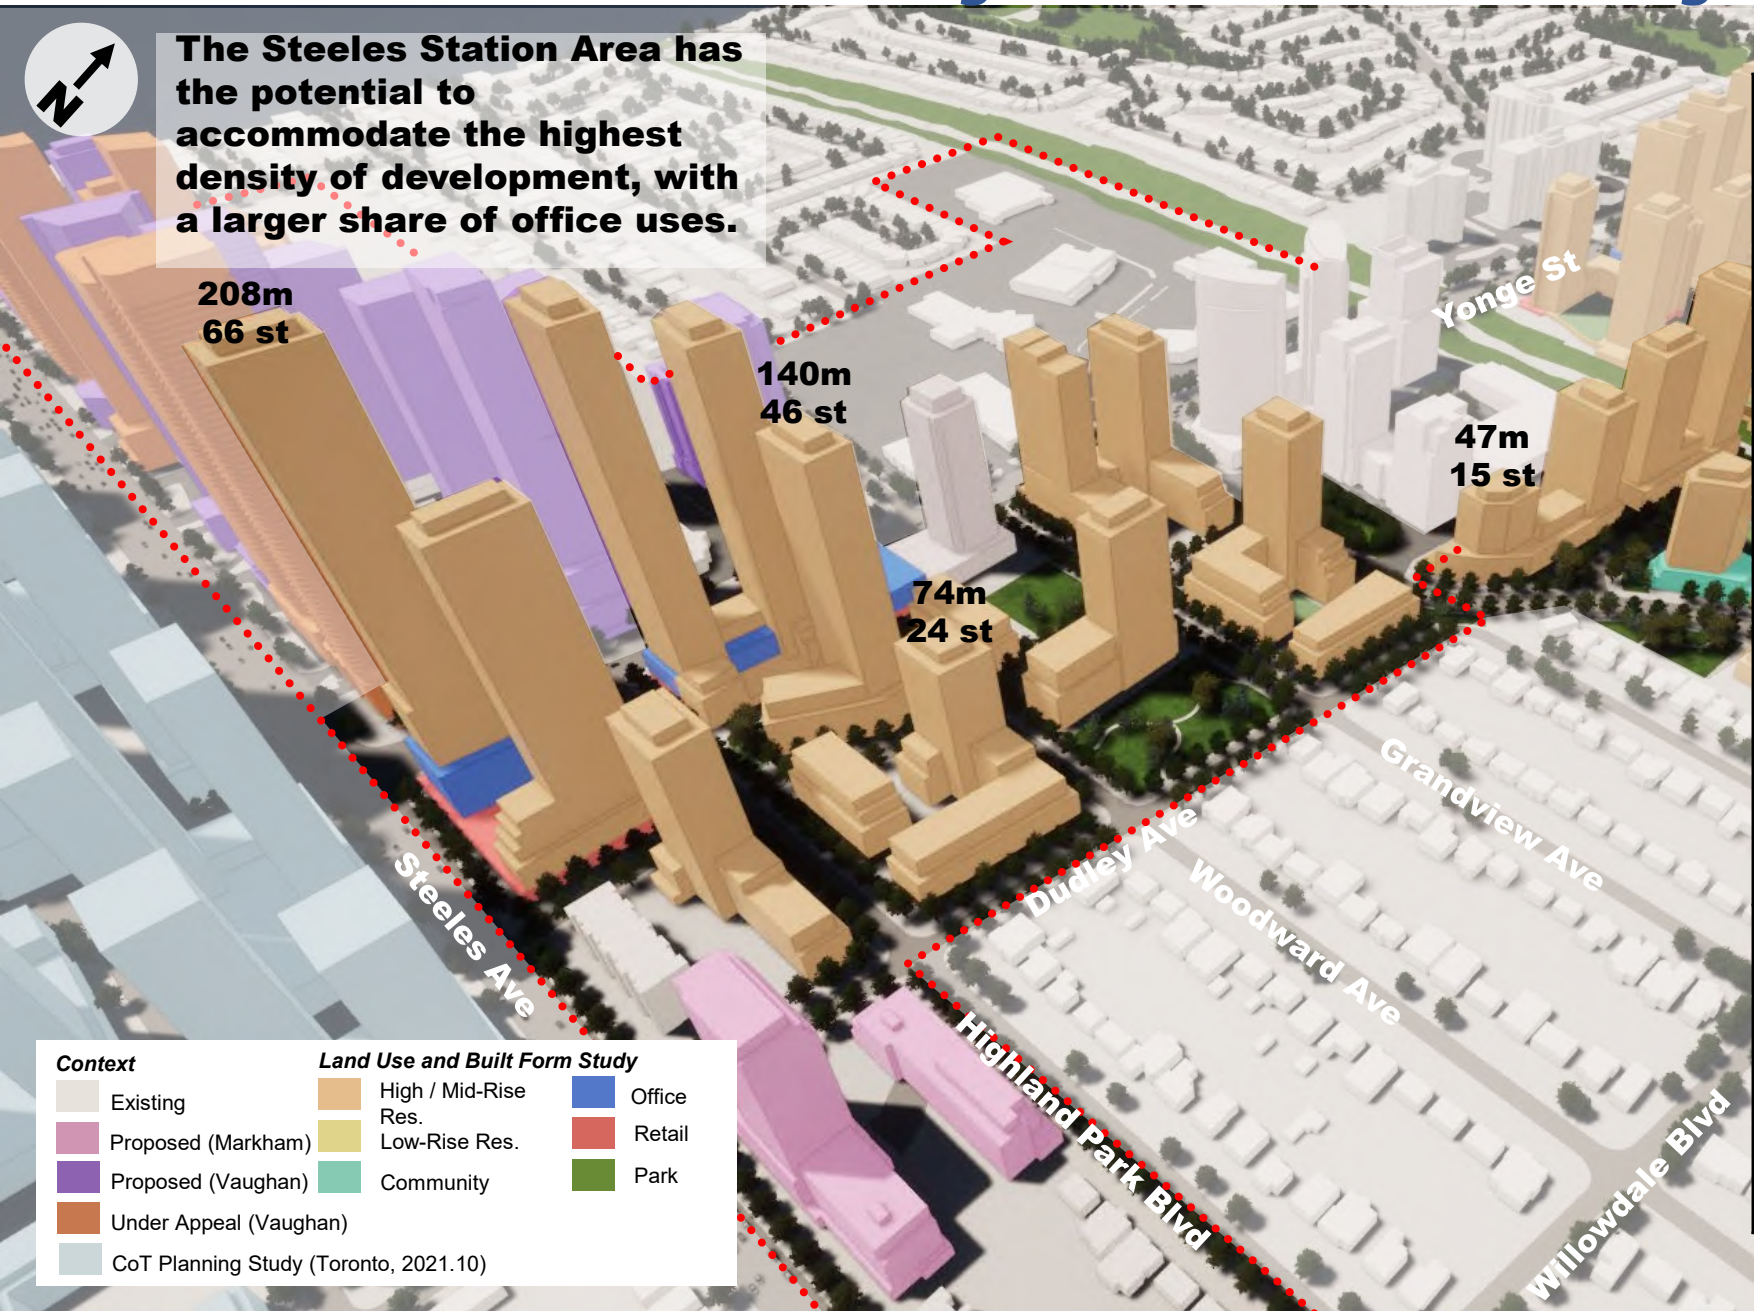 N
The Steeles Station Area has
the potential to
accommodate the highest
density of development, with
a larger share of office uses.
208m
66 st
140m
46 st
74m
24 st
47m
15 st
Yonge St
Grandview Ave
Woodward Ave
Dudley Ave
Steeles Ave
Highland Park Blvd
Willowdale Blvd
Context
Existing
Proposed (Markham)
Proposed (Vaughan)
Under Appeal (Vaughan)
CoT Planning Study (Toronto, 2021.10)
Land Use and Built Form Study
High / Mid-Rise
Res.
Low-Rise Res.
Community
Office
Retail
Park